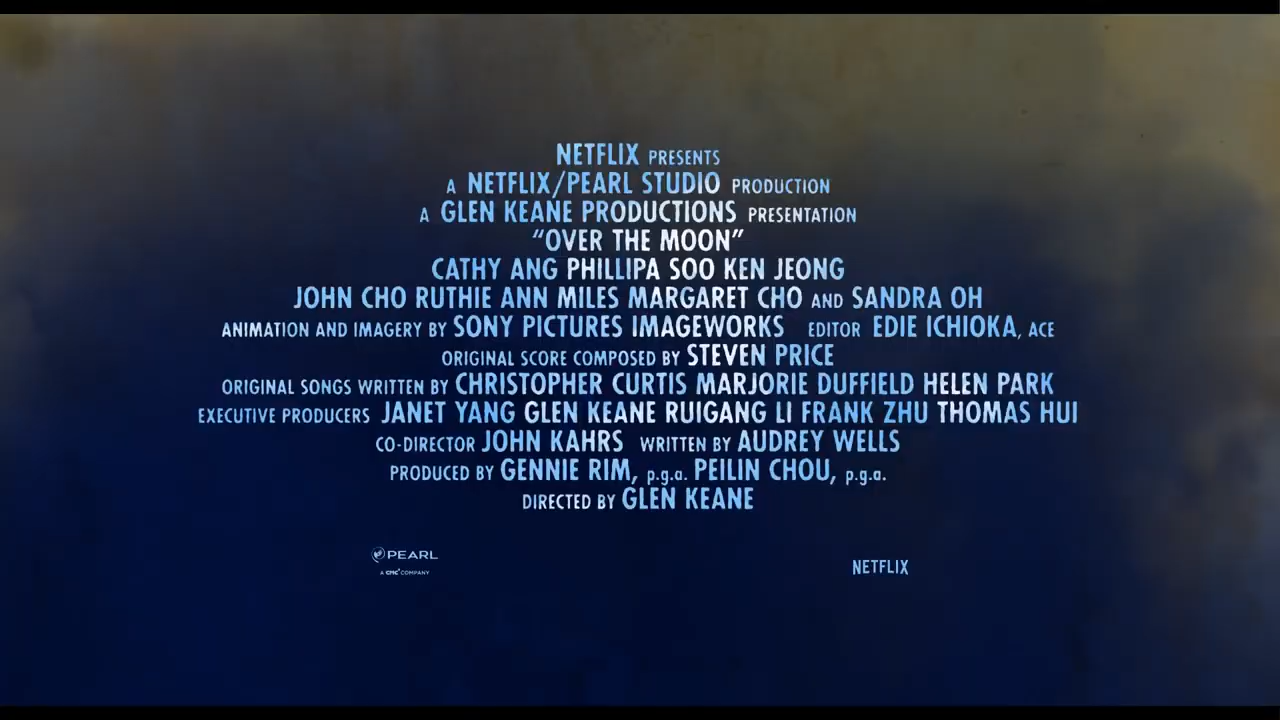 NETFLIX PRESENTS
A NETFLIX/PEARL STUDIO PRODUCTION
A GLEN KEANE PRODUCTIONS PRESENTATION
“OVER THE MOON”
CATHY ANG PHILLIPA SOO KEN JEONG
JOHN CHO RUTHIE ANN MILES MARGARET CHO AND SANDRA OH
ANIMATION AND IMAGERY BY SONY PICTURES IMAGEWORKS EDITOR EDIE ICHIOKA, ACE
ORIGINAL SCORE COMPOSED BY STEVEN PRICE
ORIGINAL SONGS WRITTEN BY CHRISTOPHER CURTIS MARJORIE DUFFIELD HELEN PARK
EXECUTIVE PRODUCERS JANET YANG GLEN KEANE RUIGANG LI FRANK ZHU THOMAS HUI
CO-DIRECTOR JOHN KAHRS WRITTEN BY AUDREY WELLS
PRODUCED BY GENNIE RIM, p.g.a. PEILIN CHOU, p.g.a.
DIRECTED BY GLEN KEANE
PEARL
A CMC COMPANY
NETFLIX